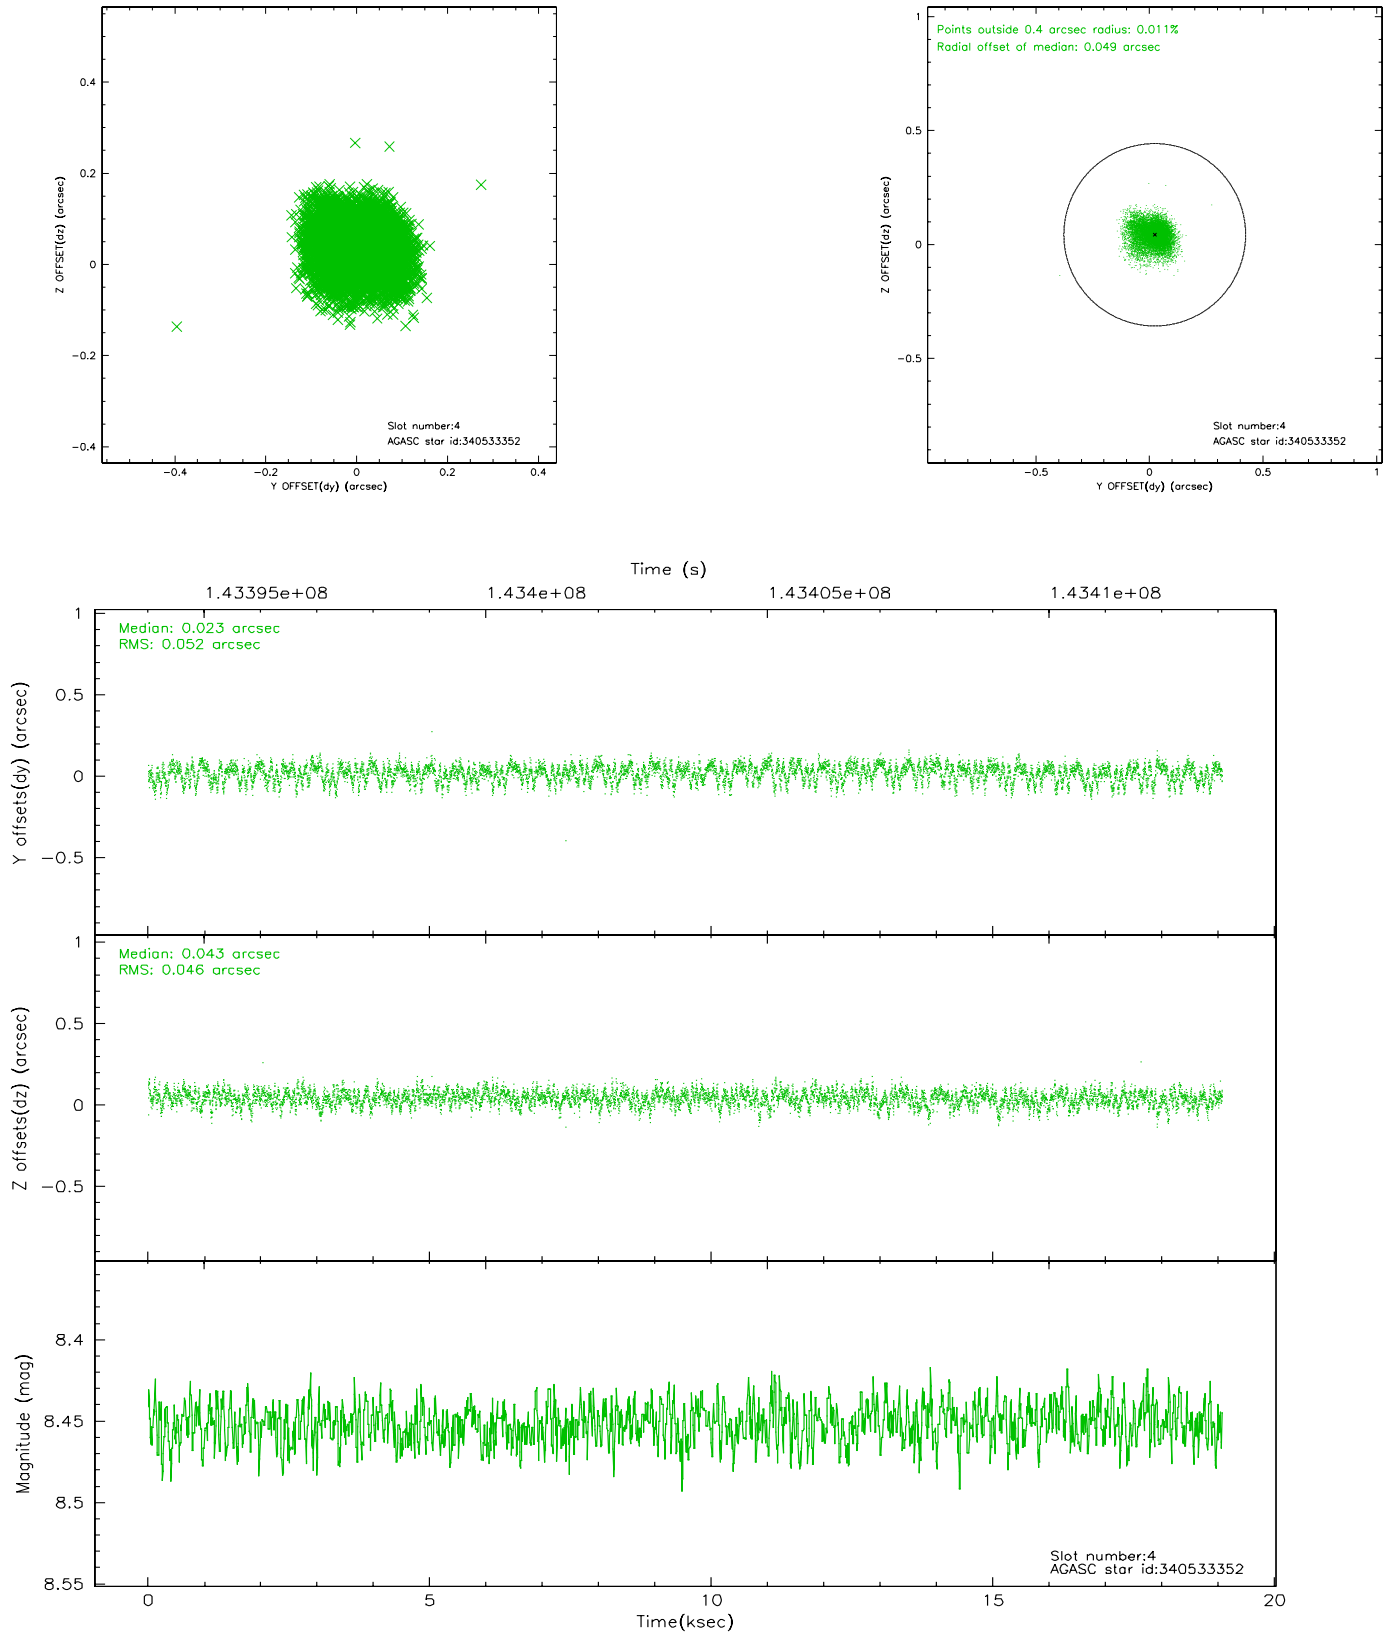 0.4
0.2
0
−0.2
−0.4
Z OFFSET(dz) (arcsec)
−0.4 −0.2 0 0.2 0.4
Y OFFSET(dy) (arcsec)
Slot number:4
AGASC star id:340533352
Points outside 0.4 arcsec radius: 0.011%
Radial offset of median: 0.049 arcsec
1
0.5
0
−0.5
Z OFFSET(dz) (arcsec)
−0.5 0 0.5 1
Y OFFSET(dy) (arcsec)
Slot number:4
AGASC star id:340533352
Time (s)
1.43395e+08 1.434e+08 1.43405e+08 1.4341e+08
Median: 0.023 arcsec
RMS: 0.052 arcsec
1
0.5
0
−0.5
Y offsets(dy) (arcsec)
Median: 0.043 arcsec
RMS: 0.046 arcsec
1
0.5
0
−0.5
Z offsets(dz) (arcsec)
8.4
8.45
8.5
8.55
Magnitude (mag)
Slot number:4
AGASC star id:340533352
0 5 10 15 20
Time(ksec)